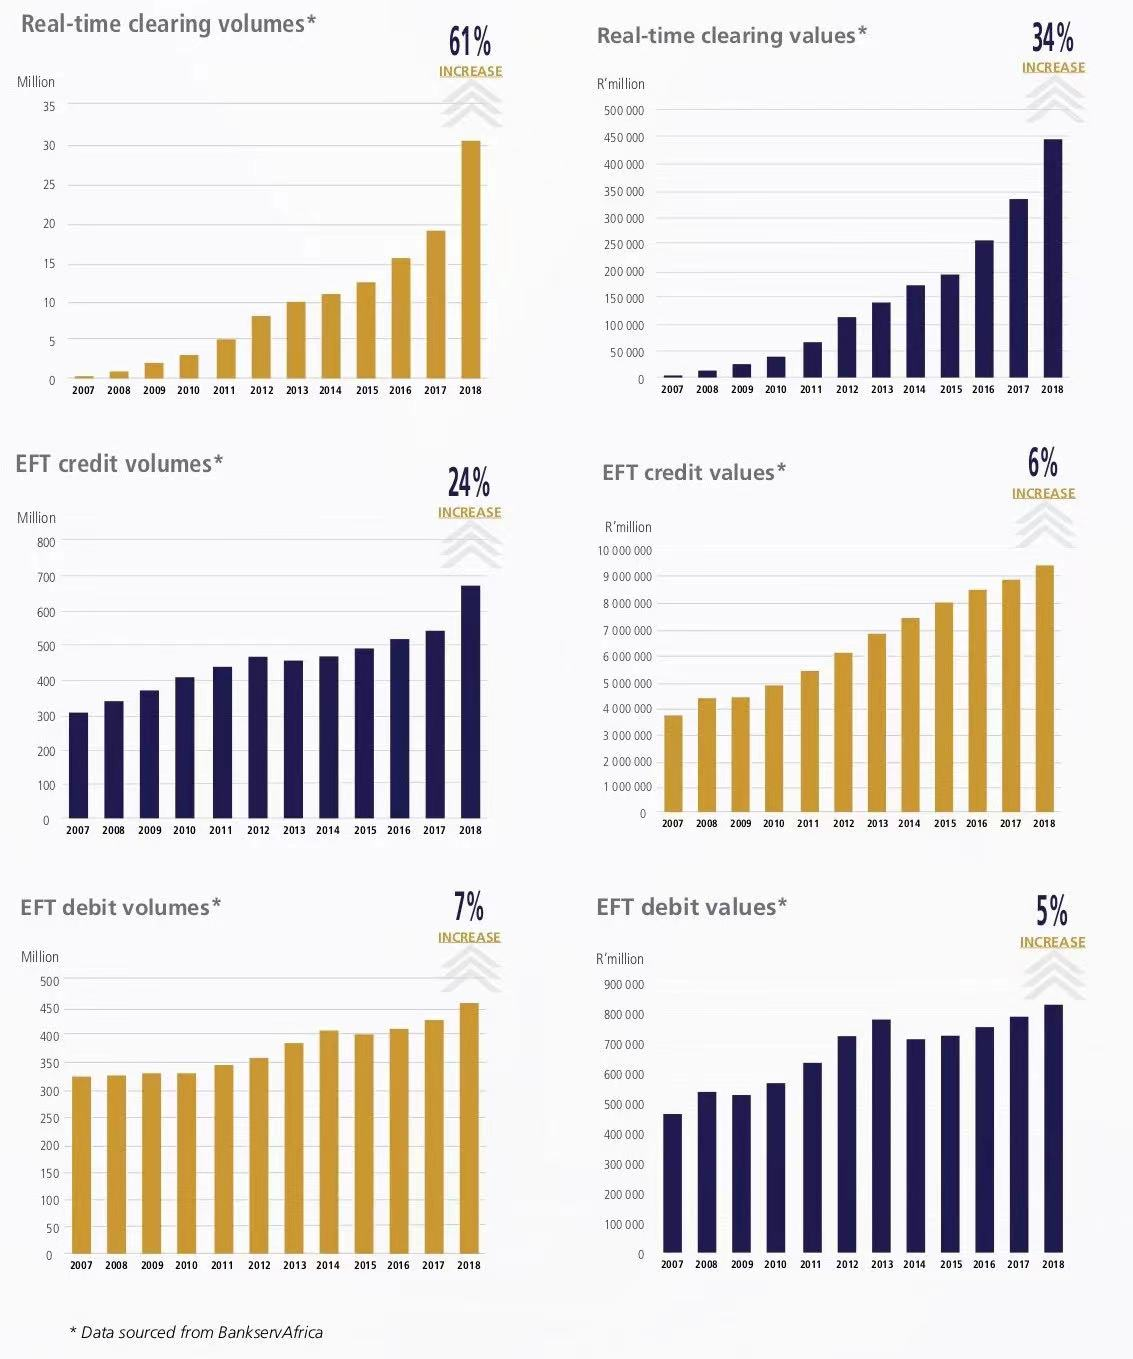 Real-time clearing volumes*
61%
INCREASE
Million
35
30
25
20
15
10
5
0
2007 2008 2009 2010 2011 2012 2013 2014 2015 2016 2017 2018
Real-time clearing values*
34%
INCREASE
R'million
500 000
450 000
400 000
350 000
300 000
250 000
200 000
150 000
100 000
50 000
0
2007 2008 2009 2010 2011 2012 2013 2014 2015 2016 2017 2018
EFT credit volumes*
24%
INCREASE
Million
800
700
600
500
400
300
200
100
0
2007 2008 2009 2010 2011 2012 2013 2014 2015 2016 2017 2018
EFT credit values*
6%
INCREASE
R'million
10 000 000
9 000 000
8 000 000
7 000 000
6 000 000
5 000 000
4 000 000
3 000 000
2 000 000
1 000 000
0
2007 2008 2009 2010 2011 2012 2013 2014 2015 2016 2017 2018
EFT debit volumes*
7%
INCREASE
Million
500
450
400
350
300
250
200
150
100
50
0
2007 2008 2009 2010 2011 2012 2013 2014 2015 2016 2017 2018
EFT debit values*
5%
INCREASE
R'million
900 000
800 000
700 000
600 000
500 000
400 000
300 000
200 000
100 000
0
2007 2008 2009 2010 2011 2012 2013 2014 2015 2016 2017 2018
* Data sourced from BankservAfrica